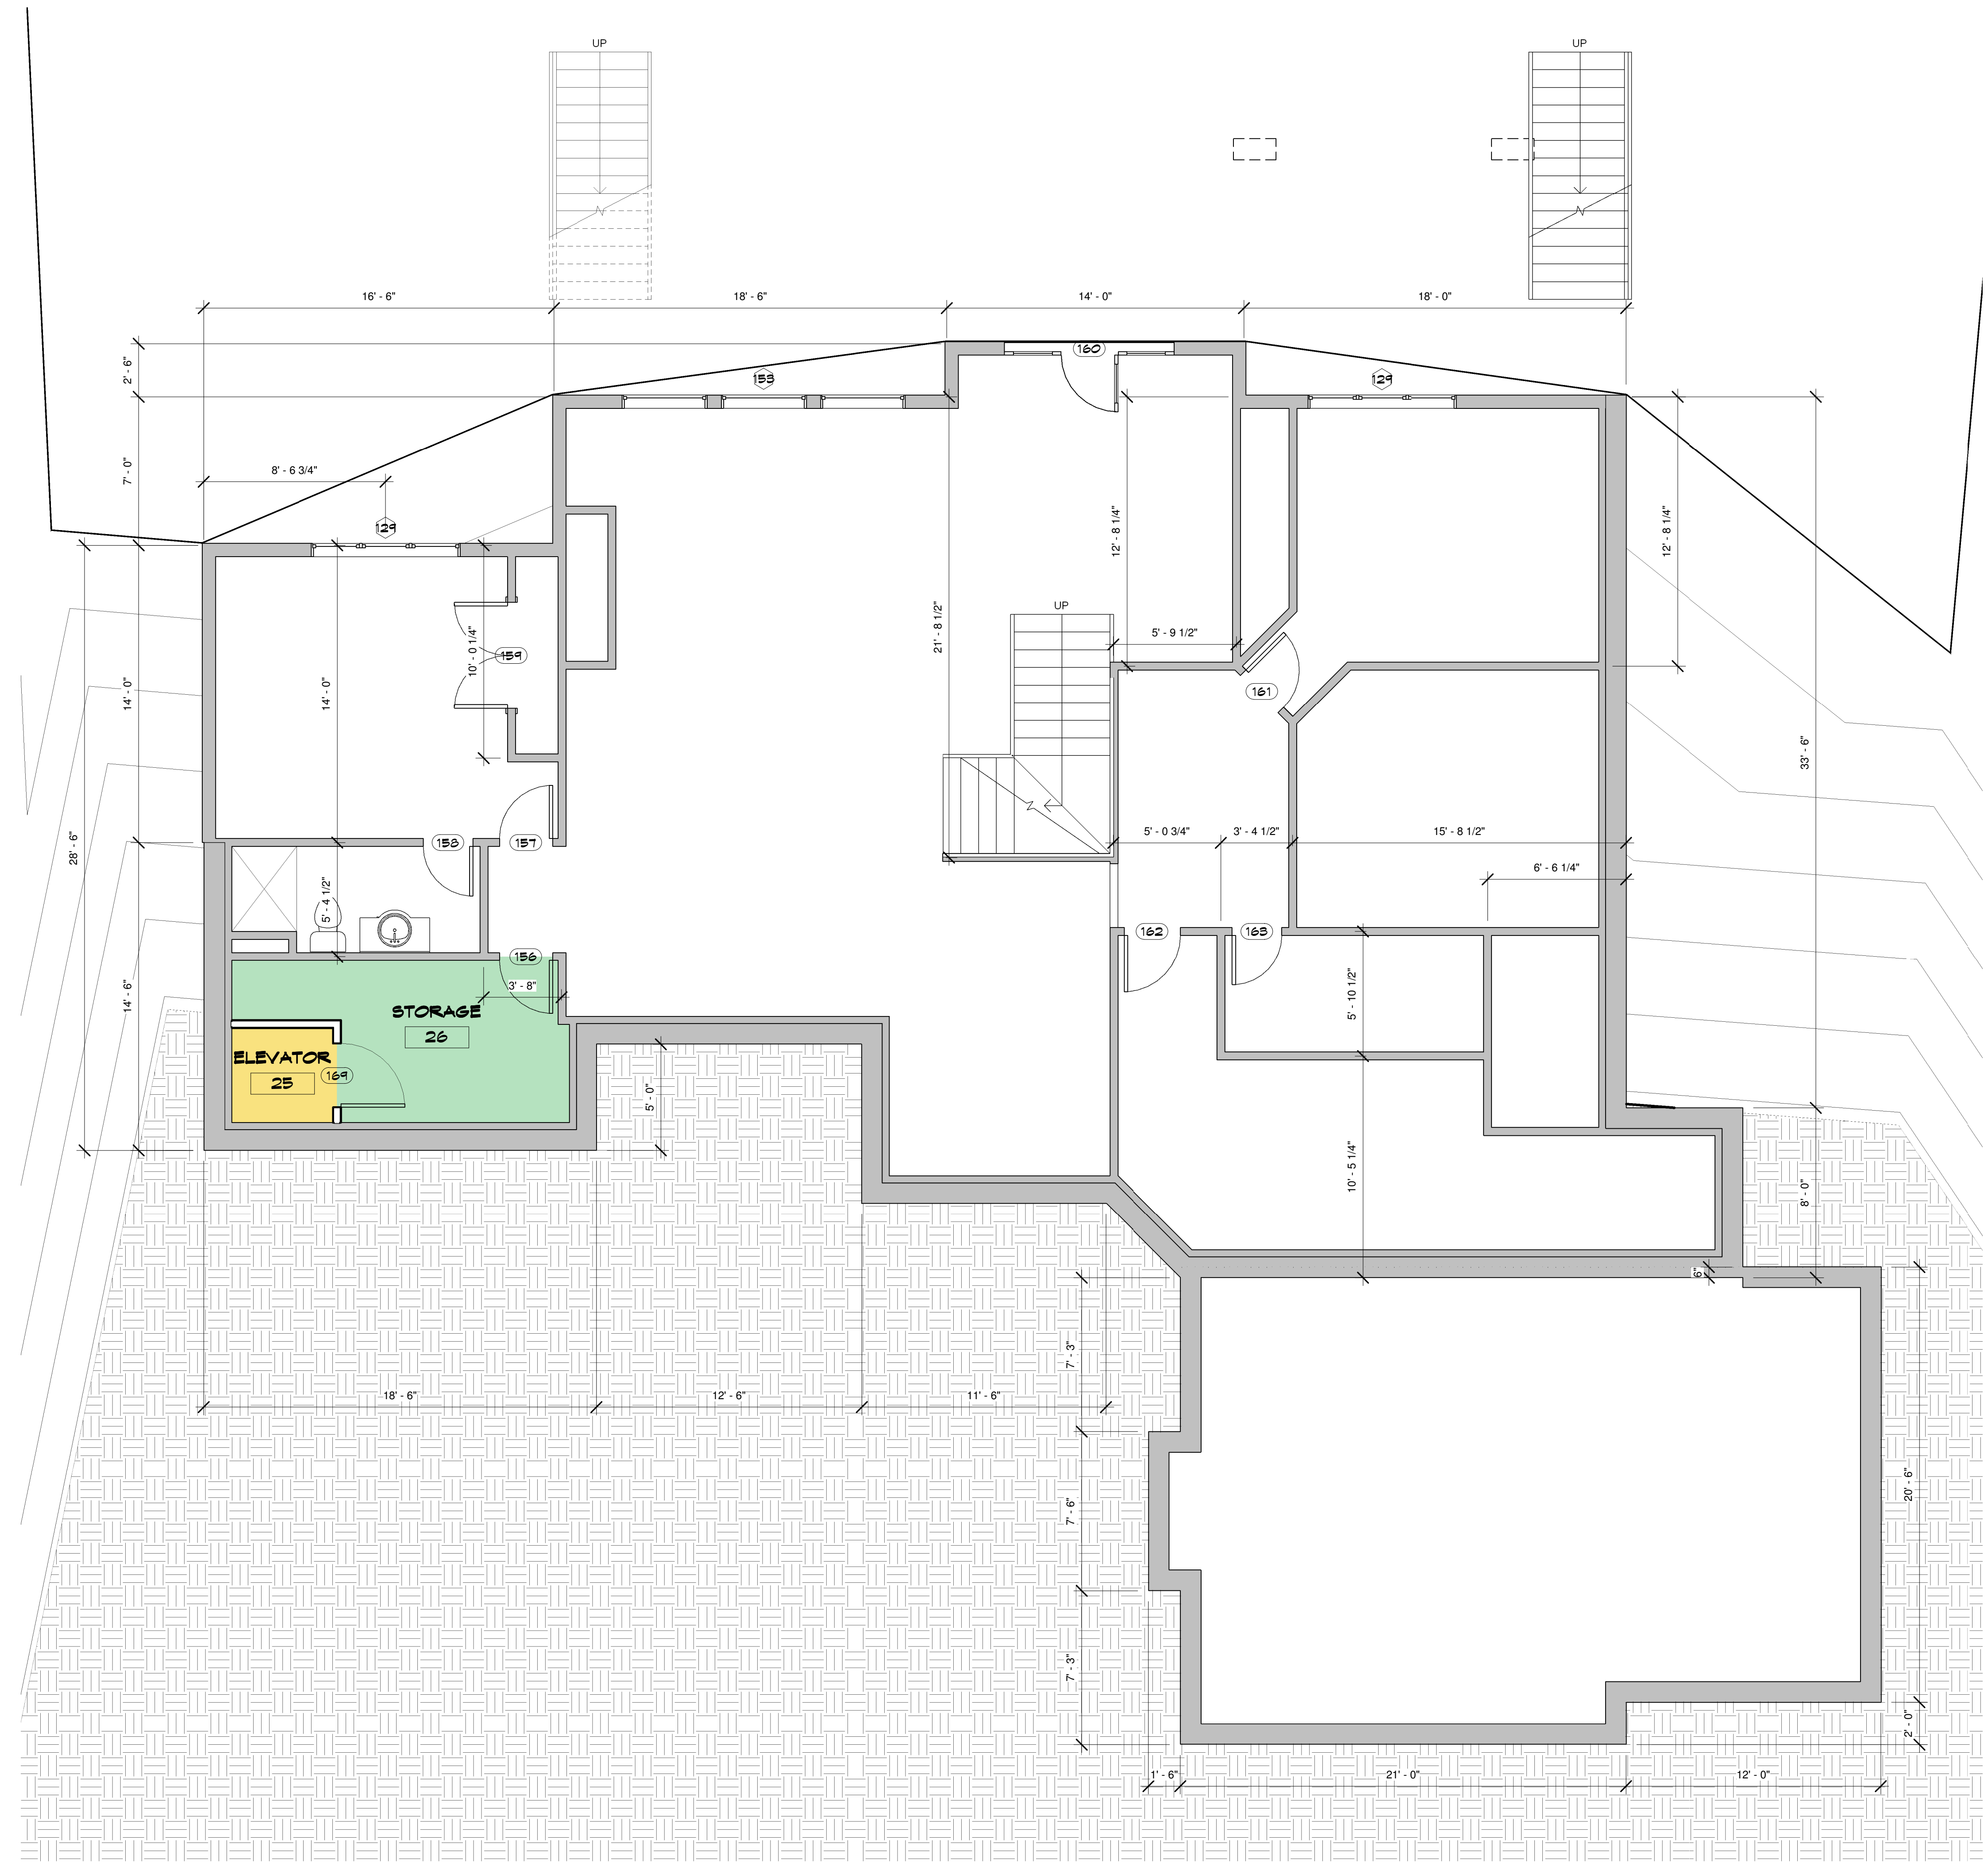 UP
UP
16' - 6"
18' - 6"
14' - 0"
18' - 0"
2' - 6"
160
153
129
7' - 0"
8' - 6 3/4"
129
12' - 8 1/4"
12' - 8 1/4"
21' - 8 1/2"
UP
5' - 9 1/2"
10' - 0 1/4"
159
14' - 0"
14' - 0"
161
33' - 6"
28' - 6"
158
157
5' - 0 3/4"
3' - 4 1/2"
15' - 8 1/2"
6' - 6 1/4"
5' - 4 1/2"
162
163
156
3' - 8"
14' - 6"
STORAGE
26
5' - 10 1/2"
ELEVATOR
25
169
5' - 0"
10' - 5 1/4"
8' - 0"
6"
7' - 3"
18' - 6"
12' - 6"
11' - 6"
7' - 6"
20' - 6"
7' - 3"
2' - 0"
1' - 6"
21' - 0"
12' - 0"